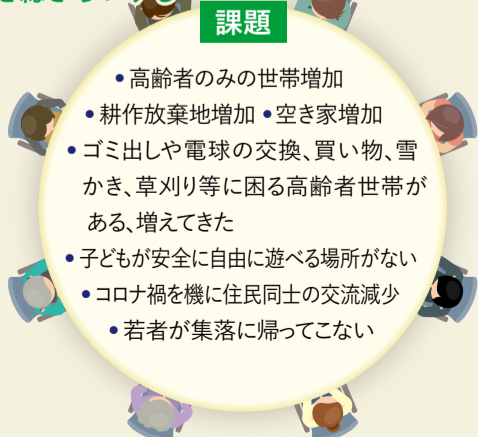 課題
•高齢者のみの世帯増加
•耕作放棄地増加 •空き家増加
•ゴミ出しや電球の交換、買い物、雪
かき、草刈り等に困る高齢者世帯が
ある、増えてきた
•子どもが安全に自由に遊べる場所がない
•コロナ禍を機に住民同士の交流減少
•若者が集落に帰ってこない